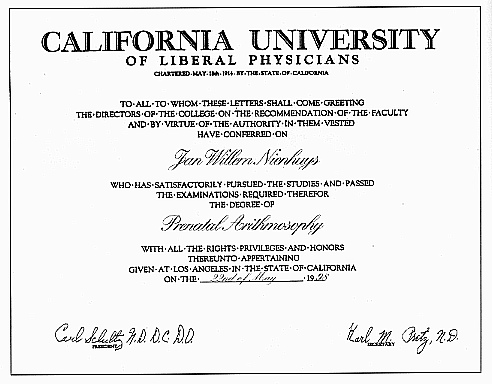 CALIFORNIA UNIVERSITY
OF LIBERAL PHYSICIANS
CHARTERED·MAY·18th·1916·BY·THE·STATE·OF·CALIFORNIA
TO·ALL·TO·WHOM·THESE·LETTERS·SHALL·COME·GREETING
THE·DIRECTORS·OF·THE·COLLEGE·ON·THE·RECOMMENDATION·OF·THE·FACULTY
AND·BY·VIRTUE·OF·THE·AUTHORITY·IN·THEM·VESTED
HAVE·CONFERRED·ON
Jan Willem Nienhuys
WHO·HAS·SATISFACTORILY·PURSUED·THE·STUDIES·AND·PASSED
THE·EXAMINATIONS·REQUIRED·THEREFOR
THE·DEGREE·OF
Prenatal Arithmosophy
WITH·ALL·THE·RIGHTS·PRIVILEGES·AND·HONORS
THEREUNTO·APPERTAINING
GIVEN·AT·LOS·ANGELES·IN·THE·STATE·OF·CALIFORNIA
ON·THE· 22nd of May ·1995
Carl Schultz N.D. D.C. D.O.
PRESIDENT
Karl M. Betz, N.D.
SECRETARY